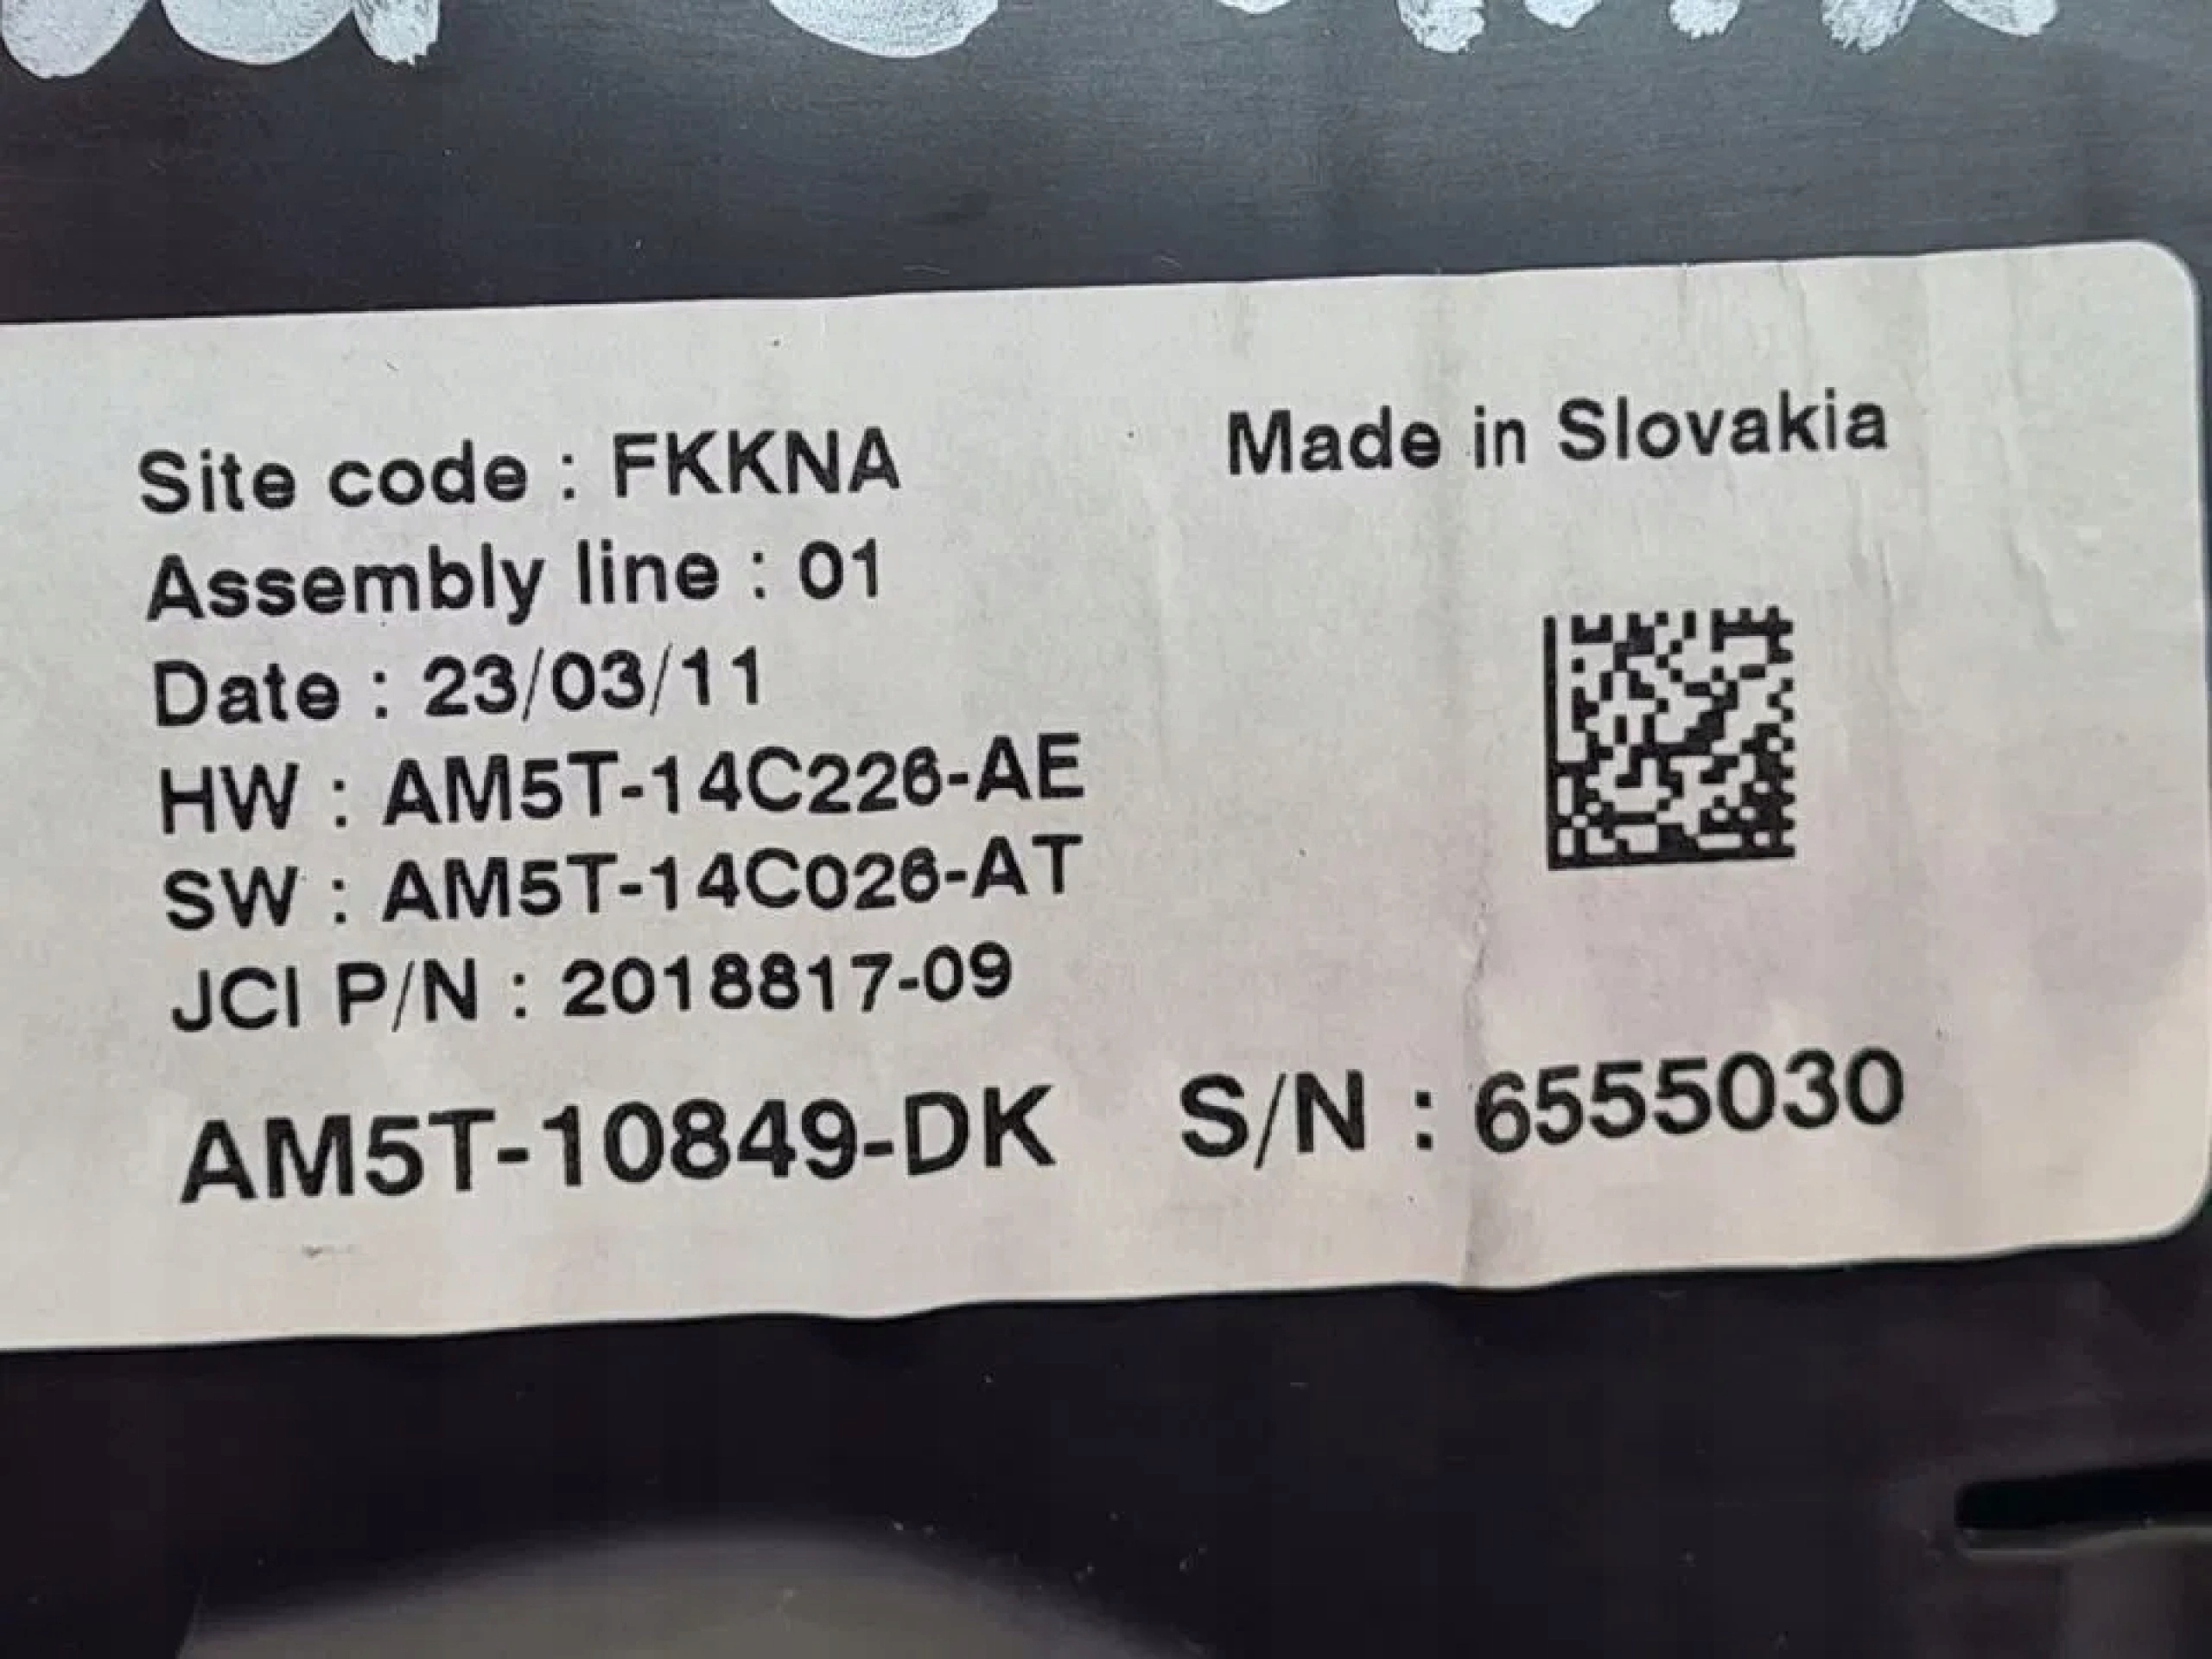 Site code : FKKNA
Made in Slovakia
Assembly line : 01
Date : 23/03/11
HW : AM5T-14C226-AE
SW : AM5T-14C026-AT
JCI P/N : 2018817-09
AM5T-10849-DK S/N : 6555030